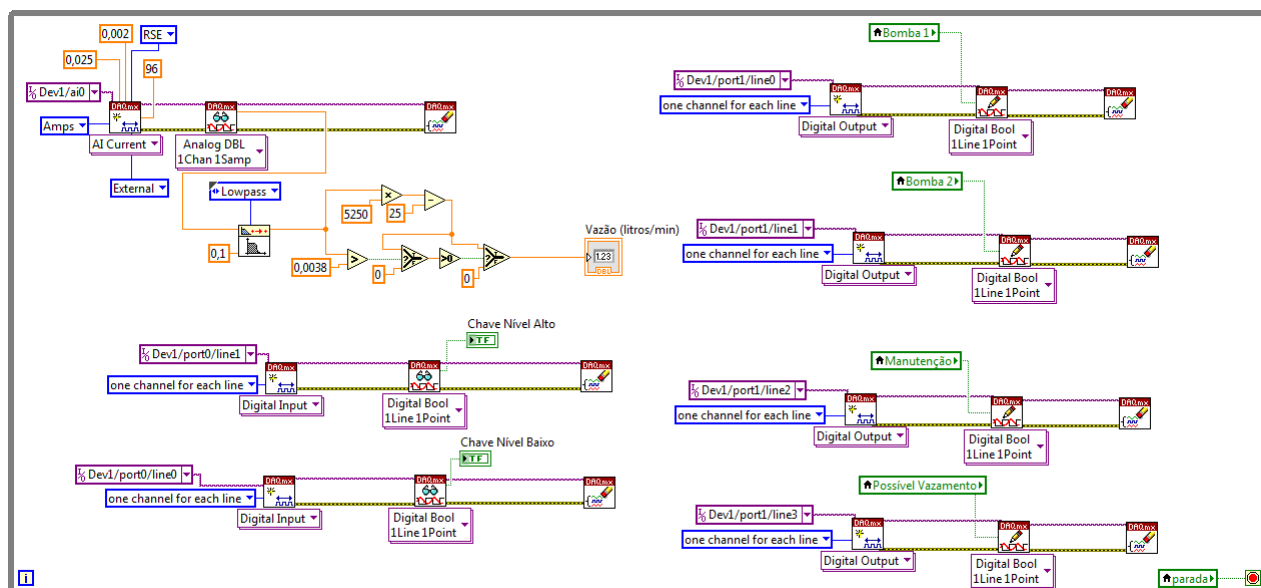 0,002
RSE
0,025
96
Dev1/ai0
DAQmx
DAQmx
DAQmx
Amps
AI Current
Analog DBL
1Chan 1Samp
External
Lowpass
0,1
5250
25
0,0038
>
?
0
>0
?
0
Vazão (litros/min)
1.23
DBL
Chave Nível Alto
TF
Dev1/port0/line1
DAQmx
DAQmx
DAQmx
one channel for each line
Digital Input
Digital Bool
1Line 1Point
Chave Nível Baixo
TF
Dev1/port0/line0
DAQmx
DAQmx
DAQmx
one channel for each line
Digital Input
Digital Bool
1Line 1Point
i
Bomba 1
Dev1/port1/line0
DAQmx
DAQmx
DAQmx
one channel for each line
Digital Output
Digital Bool
1Line 1Point
Bomba 2
Dev1/port1/line1
DAQmx
DAQmx
DAQmx
one channel for each line
Digital Output
Digital Bool
1Line 1Point
Manutenção
Dev1/port1/line2
DAQmx
DAQmx
DAQmx
one channel for each line
Digital Output
Digital Bool
1Line 1Point
Possível Vazamento
Dev1/port1/line3
DAQmx
DAQmx
DAQmx
one channel for each line
Digital Output
Digital Bool
1Line 1Point
parada